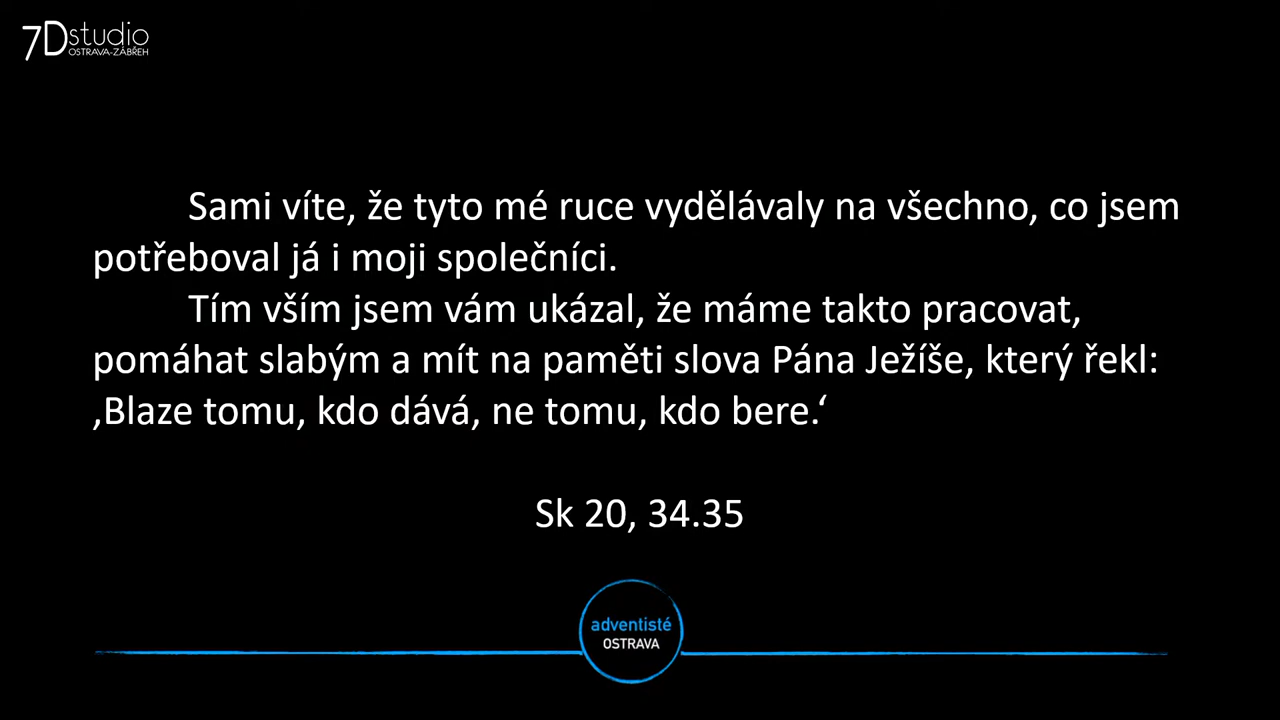 7Dstudio
OSTRAVA-ZÁBŘEH
Sami víte, že tyto mé ruce vydělávaly na všechno, co jsem
potřeboval já i moji společníci.
Tím vším jsem vám ukázal, že máme takto pracovat,
pomáhat slabým a mít na paměti slova Pána Ježíše, který řekl:
‚Blaze tomu, kdo dává, ne tomu, kdo bere.‘
Sk 20, 34.35
adventisté
OSTRAVA